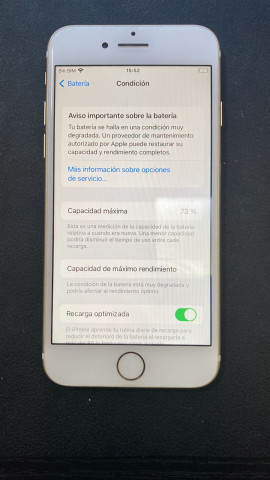 Sin SIM
15:52
Batería
Condición
Aviso importante sobre la batería
Tu batería se halla en una condición muy
degradada. Un proveedor de mantenimiento
autorizado por Apple puede restaurar su
capacidad y rendimiento completos.
Más información sobre opciones
de servicio...
Capacidad máxima
73 %
Esta es una medición de la capacidad de la batería
relativa a cuando era nueva. Una menor capacidad
podría disminuir el tiempo de uso entre cada
recarga.
Capacidad de máximo rendimiento
La condición de la batería está muy degradada y
podría afectar al rendimiento óptimo.
Recarga optimizada
El iPhone aprende tu rutina diaria de recarga para
reducir el deterioro de la batería al recargarla a